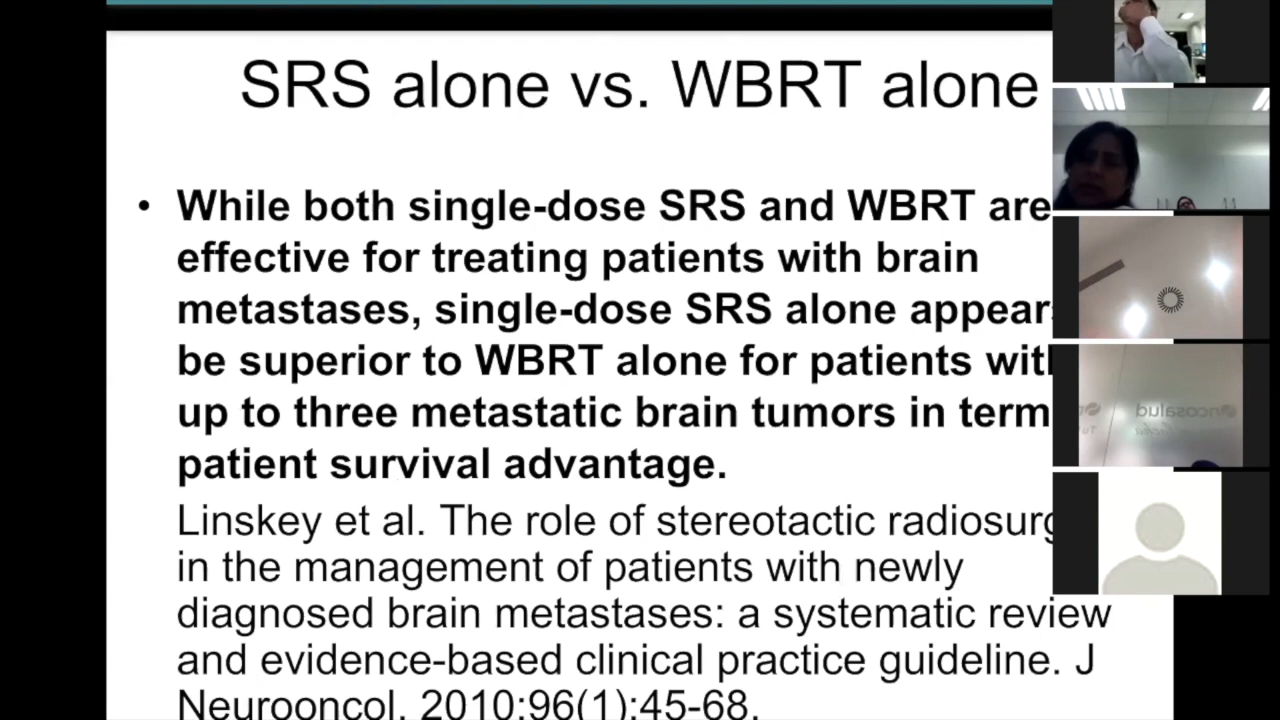 SRS alone vs. WBRT alone
• While both single-dose SRS and WBRT are
effective for treating patients with brain
metastases, single-dose SRS alone appear
be superior to WBRT alone for patients wit
up to three metastatic brain tumors in term
patient survival advantage.
Linskey et al. The role of stereotactic radiosurg
in the management of patients with newly
diagnosed brain metastases: a systematic review
and evidence-based clinical practice guideline. J
Neurooncol. 2010;96(1):45-68.
ncosalud